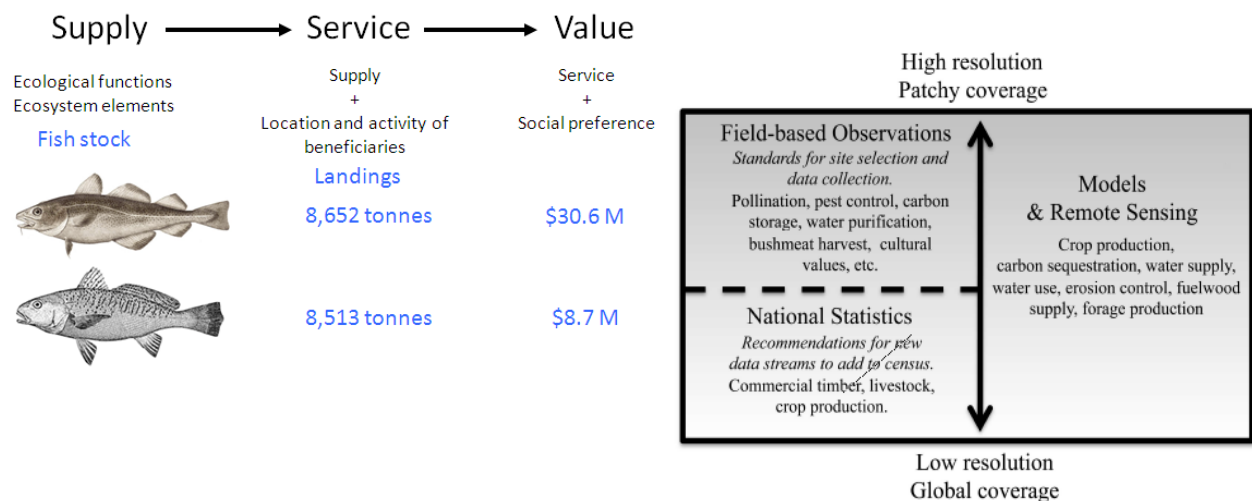 Supply
Service
Value
Ecological functions
Ecosystem elements
Fish stock
Supply
+
Location and activity of
beneficiaries
Landings
8,652 tonnes
8,513 tonnes
Service
+
Social preference
$30.6 M
$8.7 M
High resolution
Patchy coverage
Field-based Observations
Standards for site selection and
data collection.
Pollination, pest control, carbon
storage, water purification,
bushmeat harvest, cultural
values, etc.
National Statistics
Recommendations for new
data streams to add to census.
Commercial timber, livestock,
crop production.
Models
& Remote Sensing
Crop production,
carbon sequestration, water supply,
water use, erosion control, fuelwood
supply, forage production
Low resolution
Global coverage